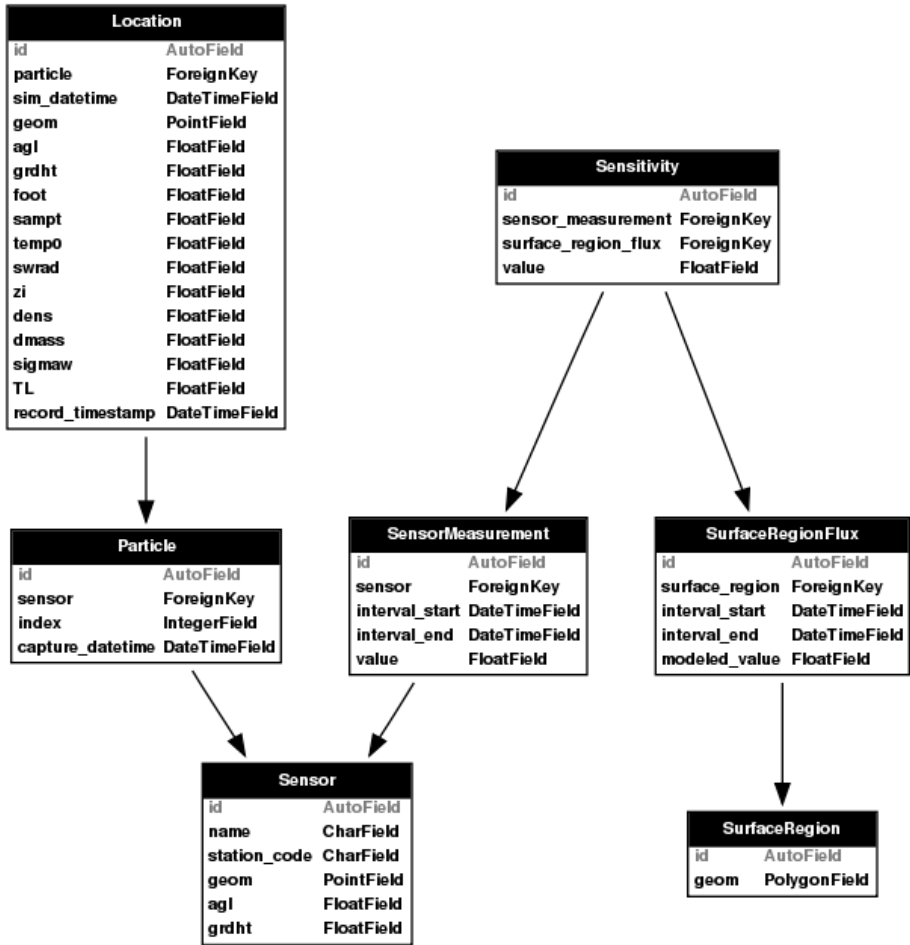 Location
id AutoField
particle ForeignKey
sim_datetime DateTimeField
geom PointField
agl FloatField
grdht FloatField
foot FloatField
sampt FloatField
temp0 FloatField
swrad FloatField
zi FloatField
dens FloatField
dmass FloatField
sigmaw FloatField
TL FloatField
record_timestamp DateTimeField
Sensitivity
id AutoField
sensor_measurement ForeignKey
surface_region_flux ForeignKey
value FloatField
Particle
id AutoField
sensor ForeignKey
index IntegerField
capture_datetime DateTimeField
SensorMeasurement
id AutoField
sensor ForeignKey
interval_start DateTimeField
interval_end DateTimeField
value FloatField
SurfaceRegionFlux
id AutoField
surface_region ForeignKey
interval_start DateTimeField
interval_end DateTimeField
modeled_value FloatField
Sensor
id AutoField
name CharField
station_code CharField
geom PointField
agl FloatField
grdht FloatField
SurfaceRegion
id AutoField
geom PolygonField